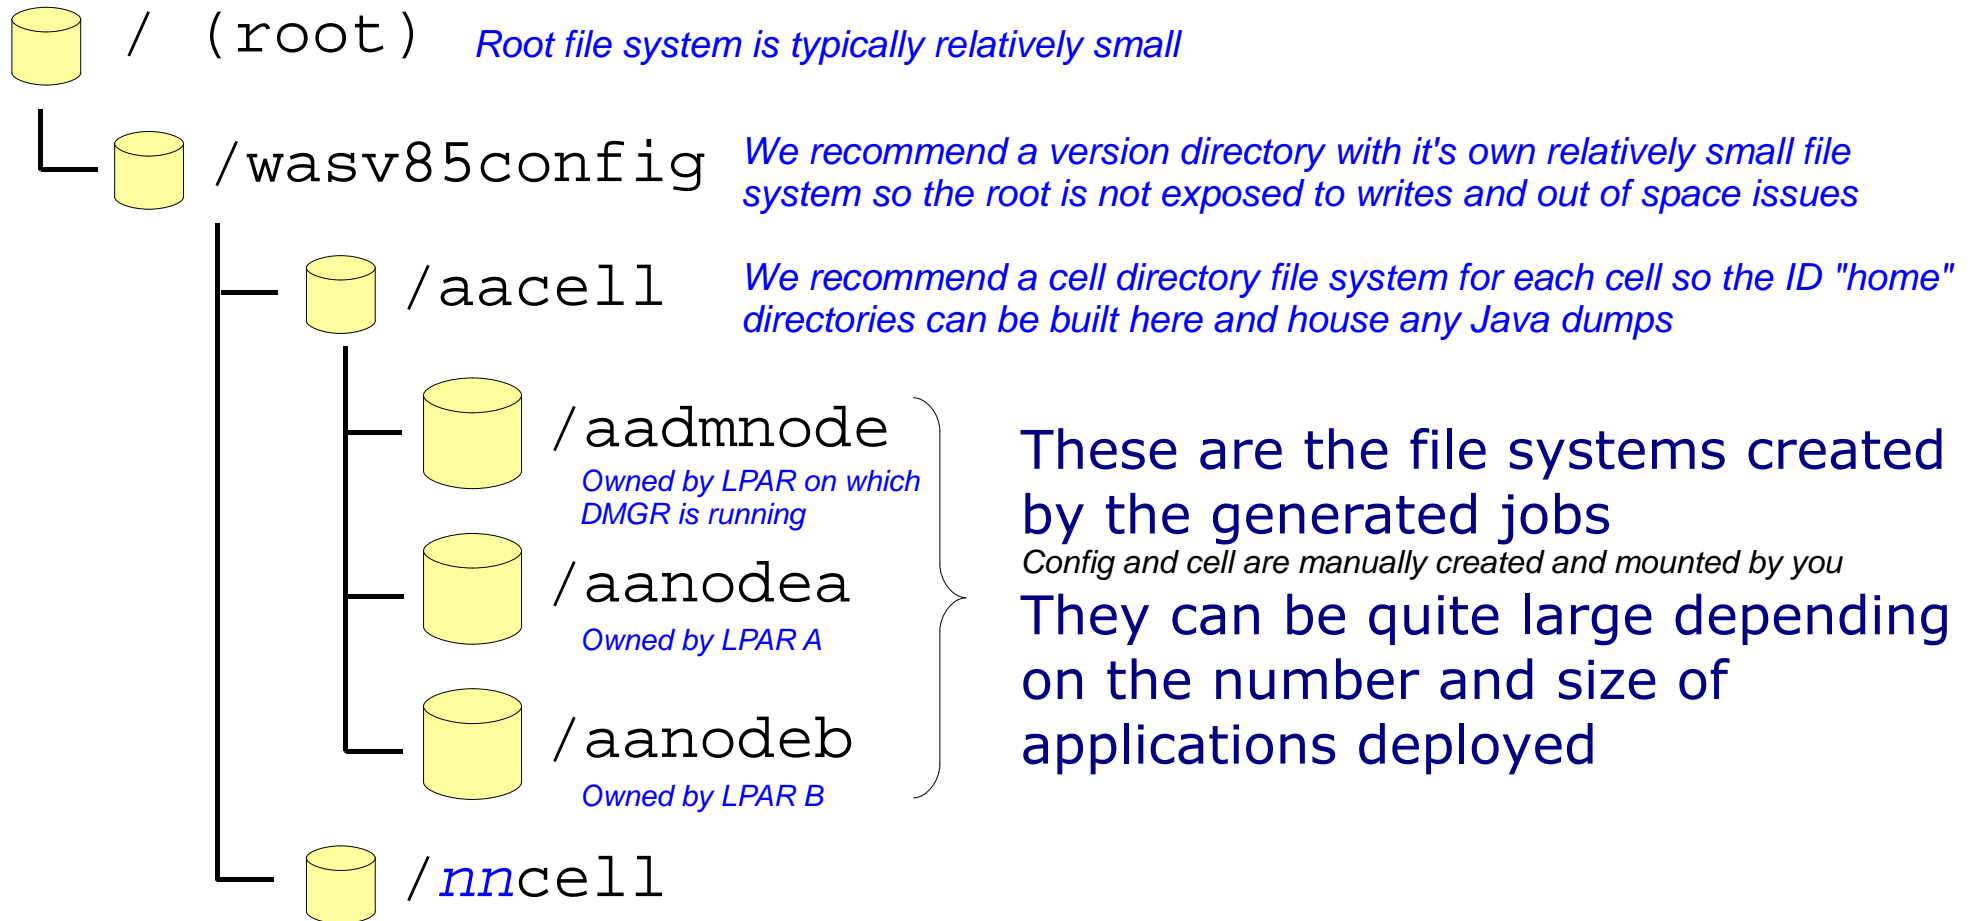 / (root)
Root file system is typically relatively small
/wasv85config
We recommend a version directory with it's own relatively small file
system so the root is not exposed to writes and out of space issues
/aacell
We recommend a cell directory file system for each cell so the ID "home"
directories can be built here and house any Java dumps
/aadmnode
Owned by LPAR on which
DMGR is running
/aanodea
Owned by LPAR A
/aanodeb
Owned by LPAR B
These are the file systems created
by the generated jobs
Config and cell are manually created and mounted by you
They can be quite large depending
on the number and size of
applications deployed
/nncell